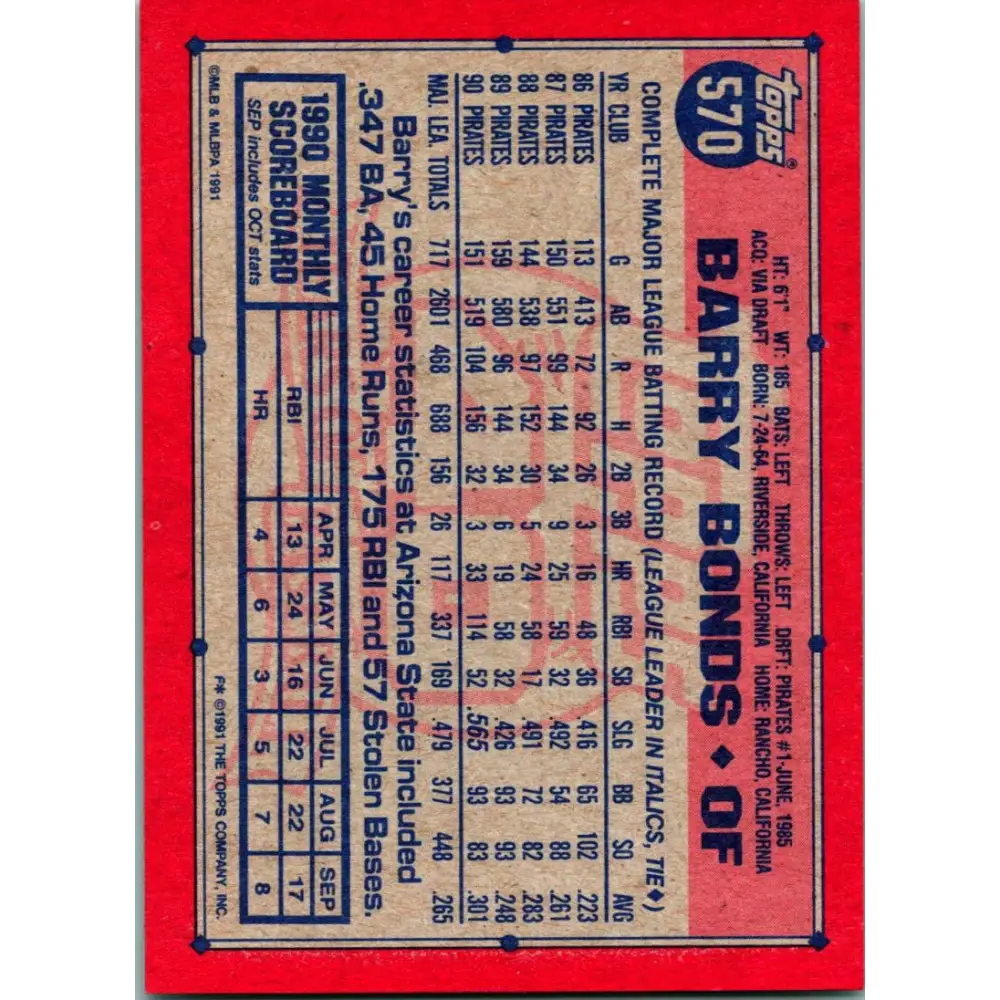 topps®
570
HT: 6'1" WT: 185 BATS: LEFT THROWS: LEFT DRFT: PIRATES #1-JUNE, 1985
ACQ: VIA DRAFT BORN: 7-24-64, RIVERSIDE, CALIFORNIA HOME: RANCHO, CALIFORNIA
BARRY BONDS ♦ OF
COMPLETE MAJOR LEAGUE BATTING RECORD (LEAGUE LEADER IN ITALICS, TIE♦)
YR CLUB G AB R H 2B 3B HR RBI SB SLG BB SO AVG
86 PIRATES 113 413 72 92 26 3 16 48 36 .416 65 102 .223
87 PIRATES 150 551 99 144 34 9 25 59 32 .492 54 88 .261
88 PIRATES 144 538 97 152 30 5 24 58 17 .491 72 82 .283
89 PIRATES 159 580 96 144 34 6 19 58 32 .426 93 93 .248
90 PIRATES 151 519 104 156 32 3 33 114 52 .565 93 83 .301
MAJ. LEA. TOTALS 717 2601 468 688 156 26 117 337 169 .479 377 448 .265
Barry's career statistics at Arizona State included
.347 BA, 45 Home Runs, 175 RBI and 57 Stolen Bases.
1990 MONTHLY
SCOREBOARD
SEP includes OCT stats
APR MAY JUN JUL AUG SEP
RBI 13 24 16 22 22 17
HR 4 6 3 5 7 8
©MLB & MLBPA 1991
F* ©1991 THE TOPPS COMPANY, INC.